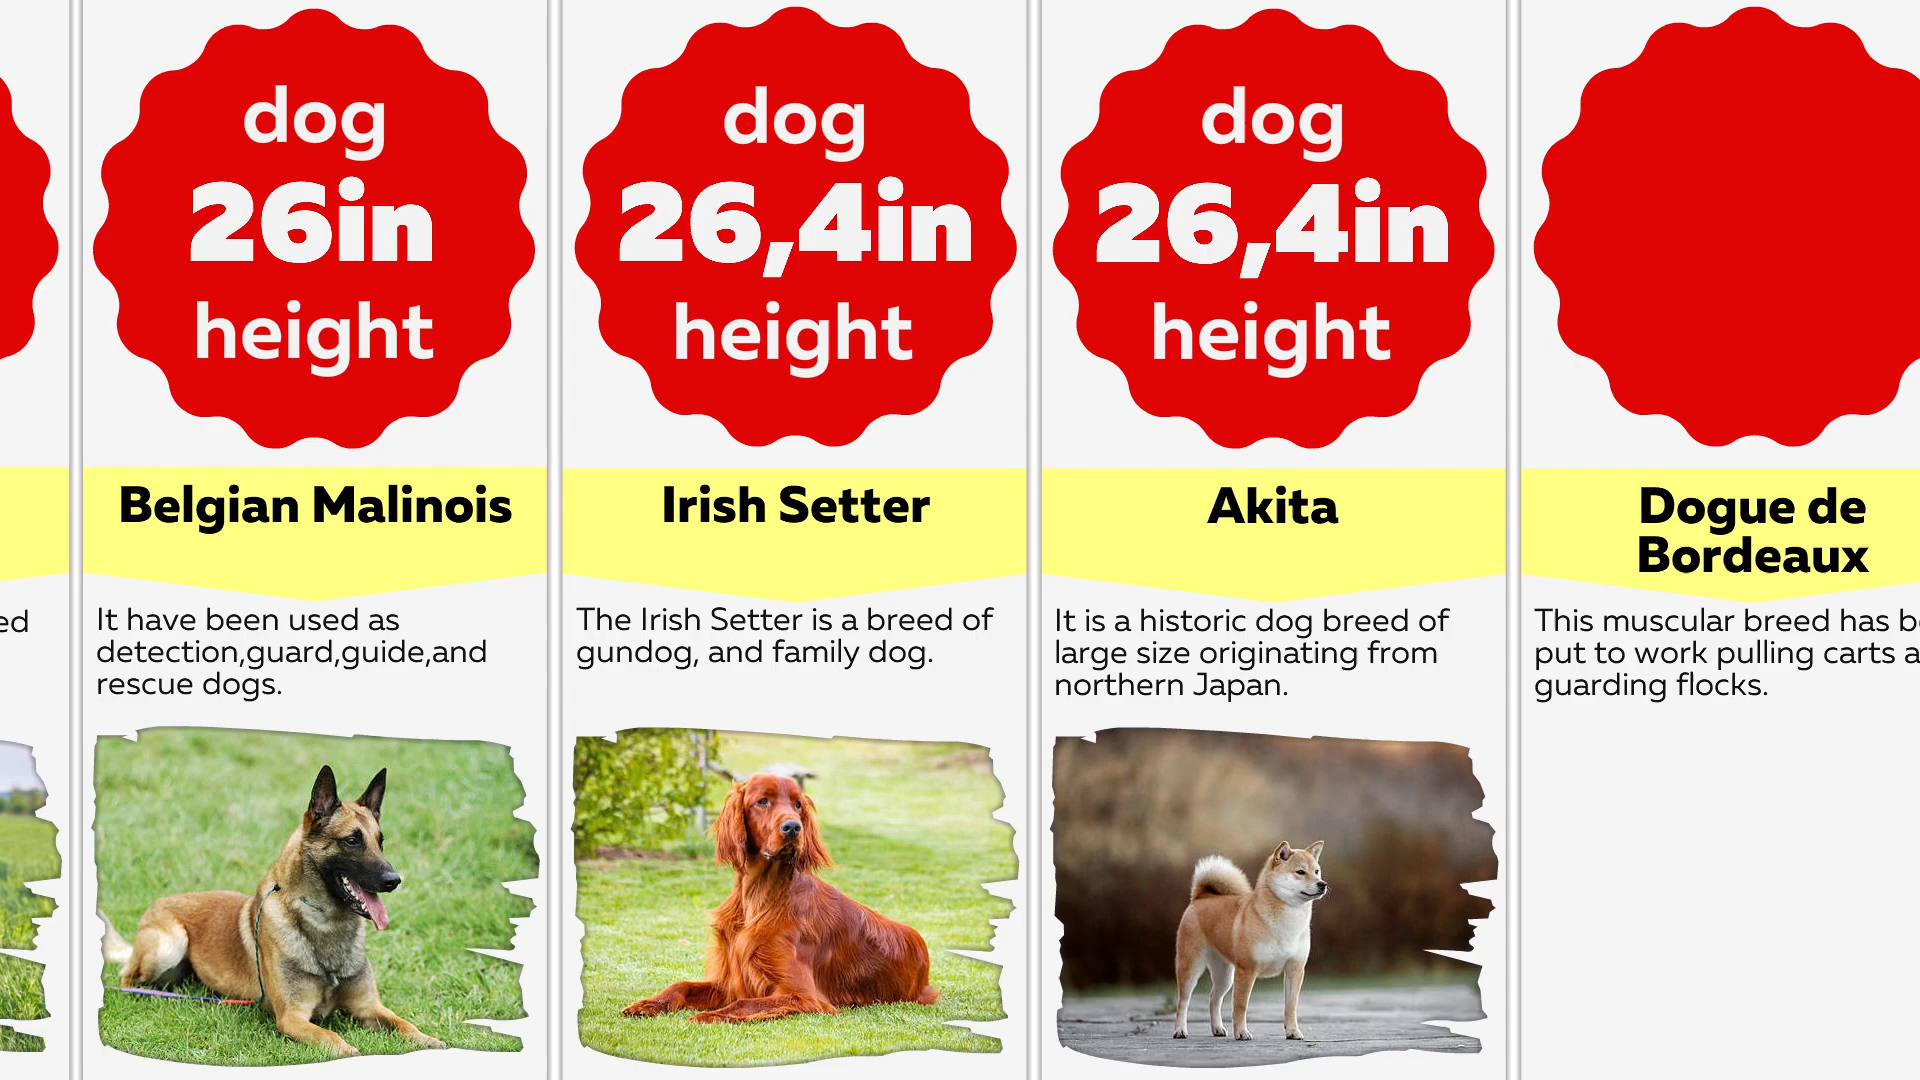 ed
dog
26in
height
Belgian Malinois
It have been used as
detection,guard,guide,and
rescue dogs.
dog
26,4in
height
Irish Setter
The Irish Setter is a breed of
gundog, and family dog.
dog
26,4in
height
Akita
It is a historic dog breed of
large size originating from
northern Japan.
Dogue de
Bordeaux
This muscular breed has
put to work pulling carts
guarding flocks.